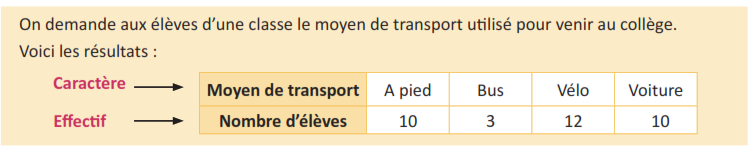 On demande aux élèves d'une classe le moyen de transport utilisé pour venir au collège.
Voici les résultats :
Caractère Moyen de transport A pied Bus Vélo Voiture
Effectif Nombre d'élèves 10 3 12 10